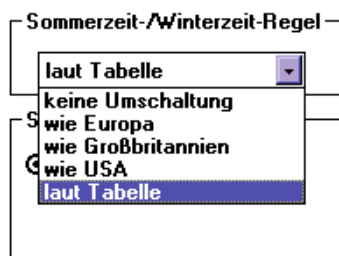 Sommerzeit-/Winterzeit-Regel
laut Tabelle
keine Umschaltung
wie Europa
wie Großbritannien
wie USA
laut Tabelle